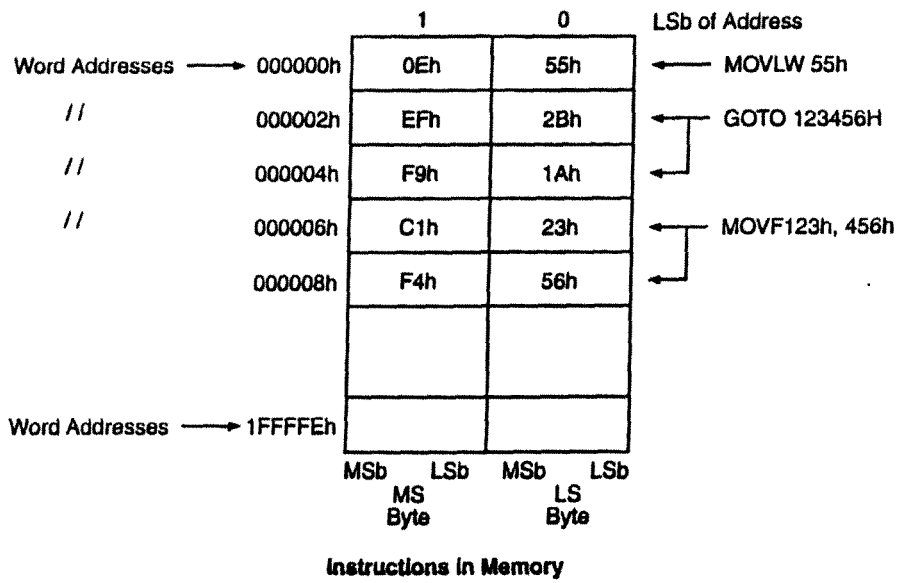 1 0 LSb of Address
Word Addresses 000000h 0Eh 55h MOVLW 55h
// 000002h EFh 2Bh GOTO 123456H
// 000004h F9h 1Ah
// 000006h C1h 23h MOVF123h, 456h
000008h F4h 56h
Word Addresses 1FFFFEh
MSb LSb MSb LSb
MS LS
Byte Byte
Instructions in Memory